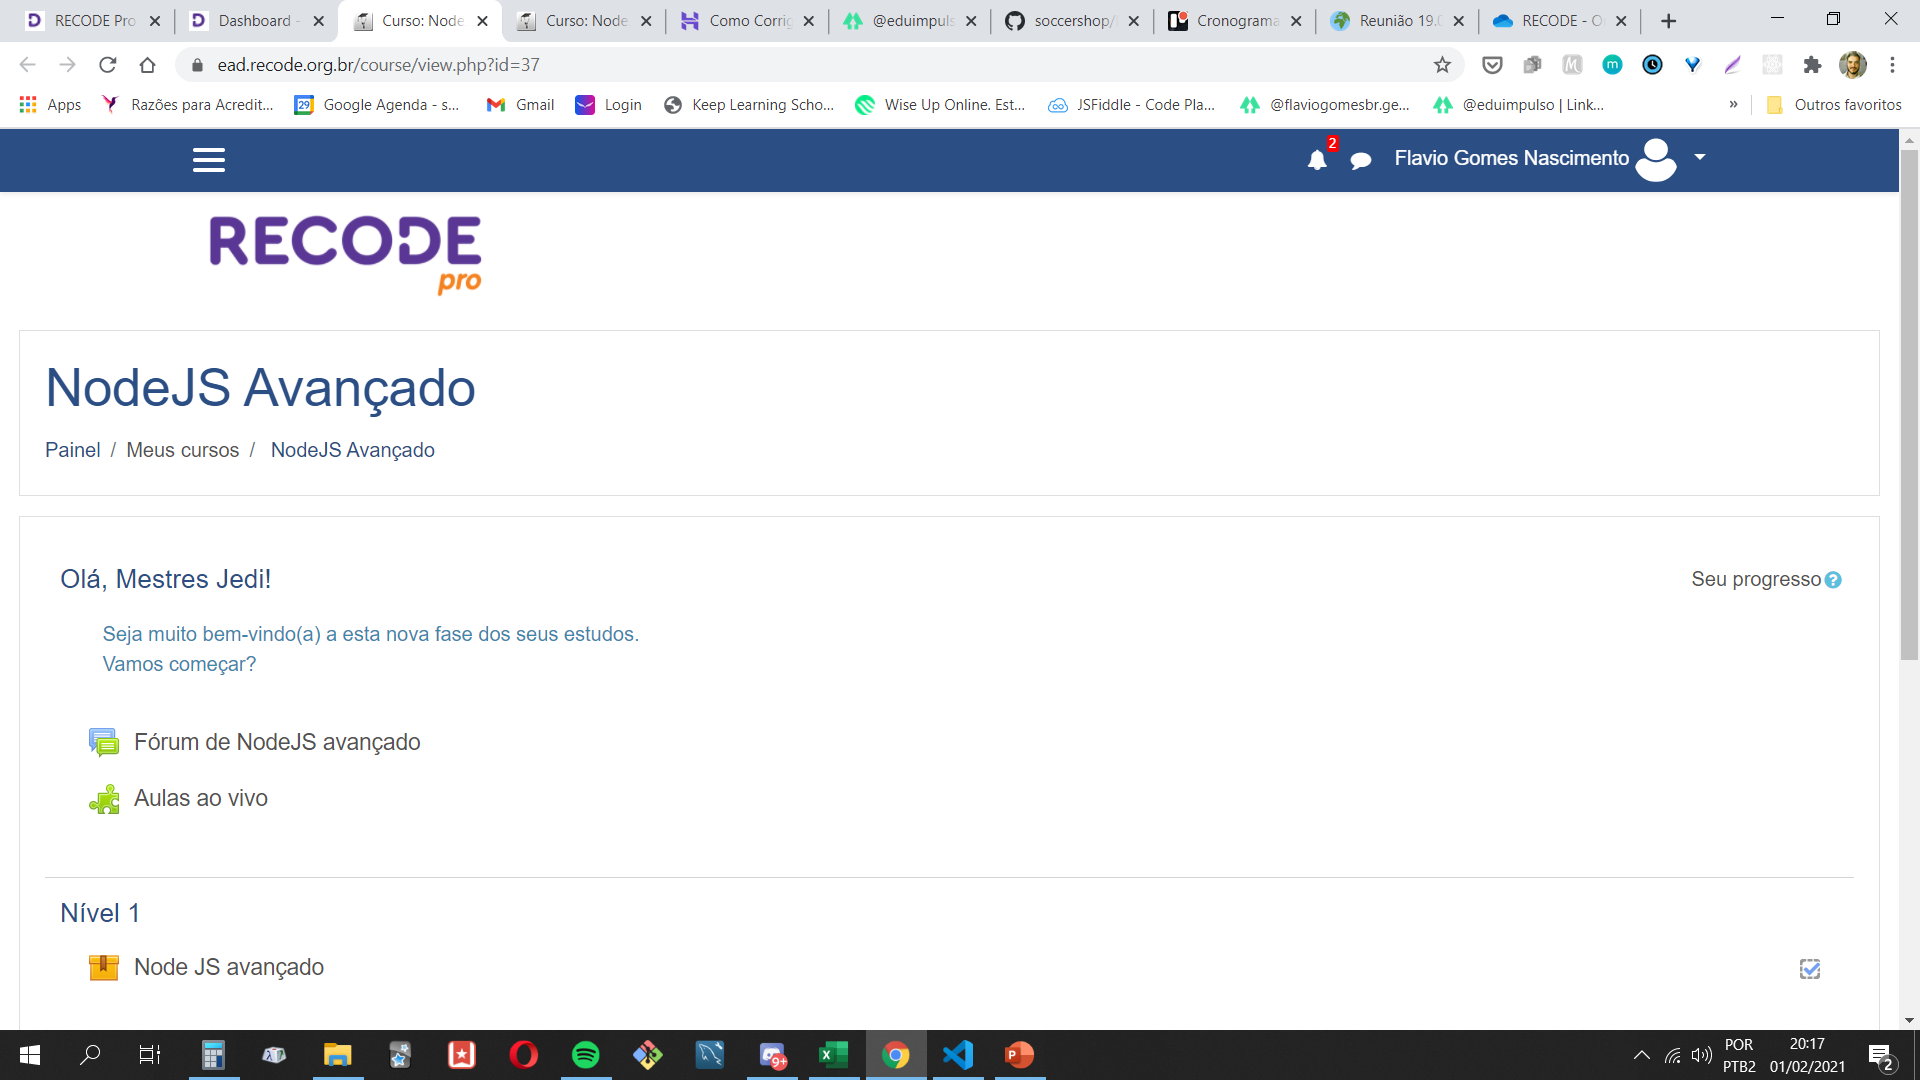 RECODE Pro
Dashboard -
Curso: Node
Curso: Node
Como Corrig
@eduimpuls
soccershop/
Cronograma
Reunião 19.0
RECODE - O
ead.recode.org.br/course/view.php?id=37
Apps
Razões para Acredit...
29
Google Agenda - s...
Gmail
Login
Keep Learning Scho...
Wise Up Online. Est...
JSFiddle - Code Pla...
@flaviogomesbr.ge...
@eduimpulso | Link...
»
Outros favoritos
2
Flavio Gomes Nascimento
RECODE
pro
NodeJS Avançado
Painel / Meus cursos / NodeJS Avançado
Olá, Mestres Jedi!
Seu progresso
Seja muito bem-vindo(a) a esta nova fase dos seus estudos.
Vamos começar?
Fórum de NodeJS avançado
Aulas ao vivo
Nível 1
Node JS avançado
9+
POR
PTB2
20:17
01/02/2021
2